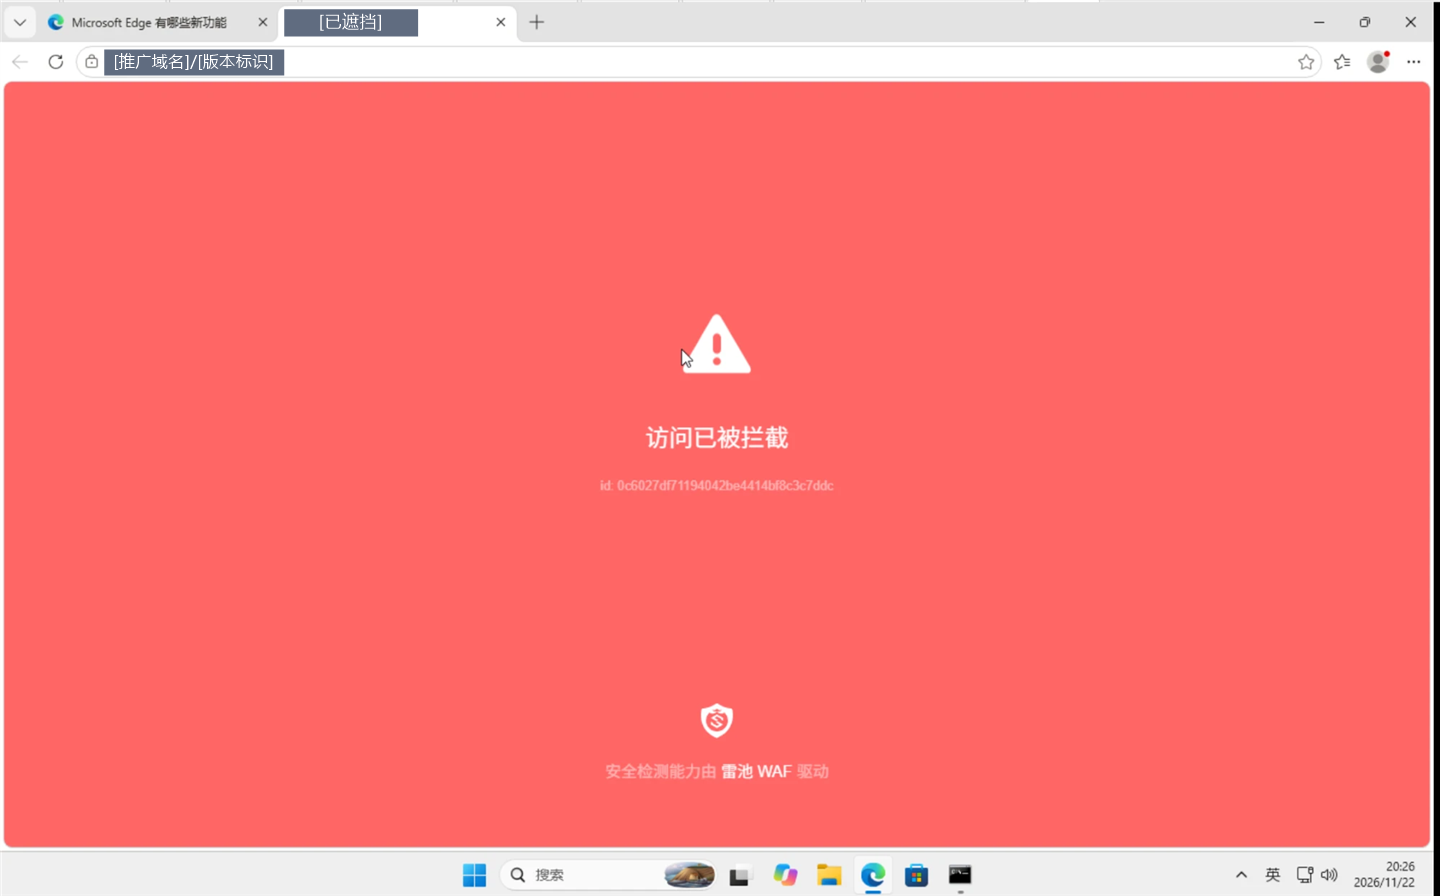 Microsoft Edge 有哪些新功能
[已遮挡]
[推广域名]/[版本标识]
访问已被拦截
id: 0c6027df71194042be4414bf8c3c7ddc
安全检测能力由 雷池 WAF 驱动
搜索
英
20:26
2026/11/22